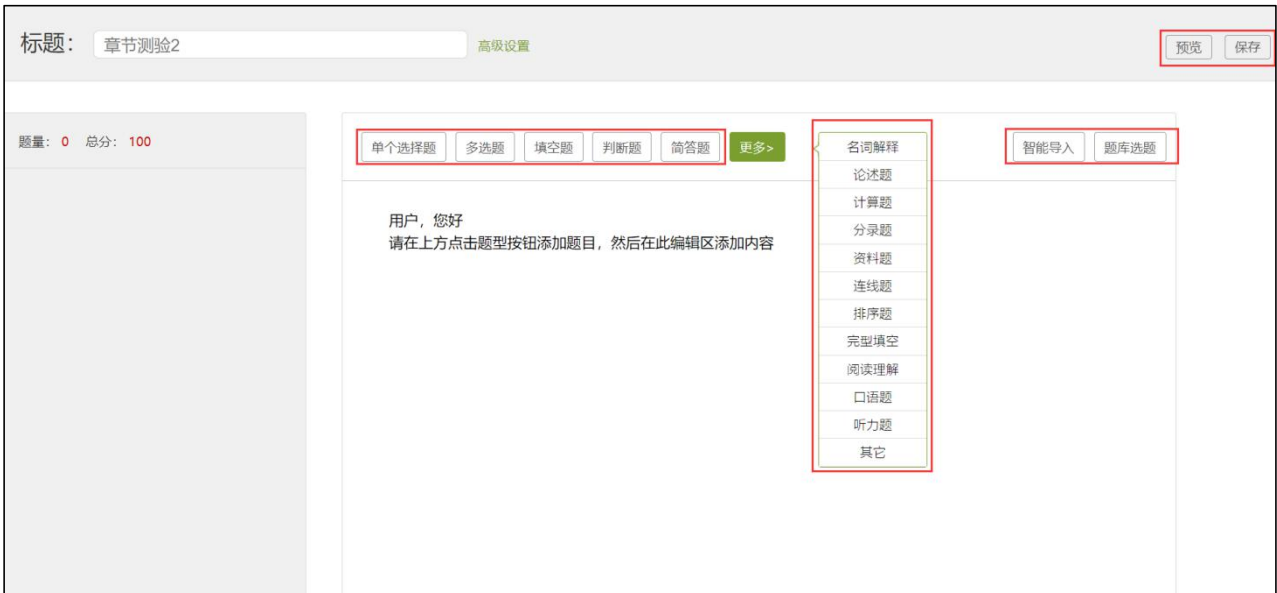 标题： 章节测验2 高级设置 预览 保存
题量：0 总分：100
单个选择题 多选题 填空题 判断题 简答题 更多> 名词解释 智能导入 题库选题
论述题
计算题
用户，您好
分录题
请在上方点击题型按钮添加题目，然后在此编辑区添加内容
资料题
连线题
排序题
完型填空
阅读理解
口语题
听力题
其它